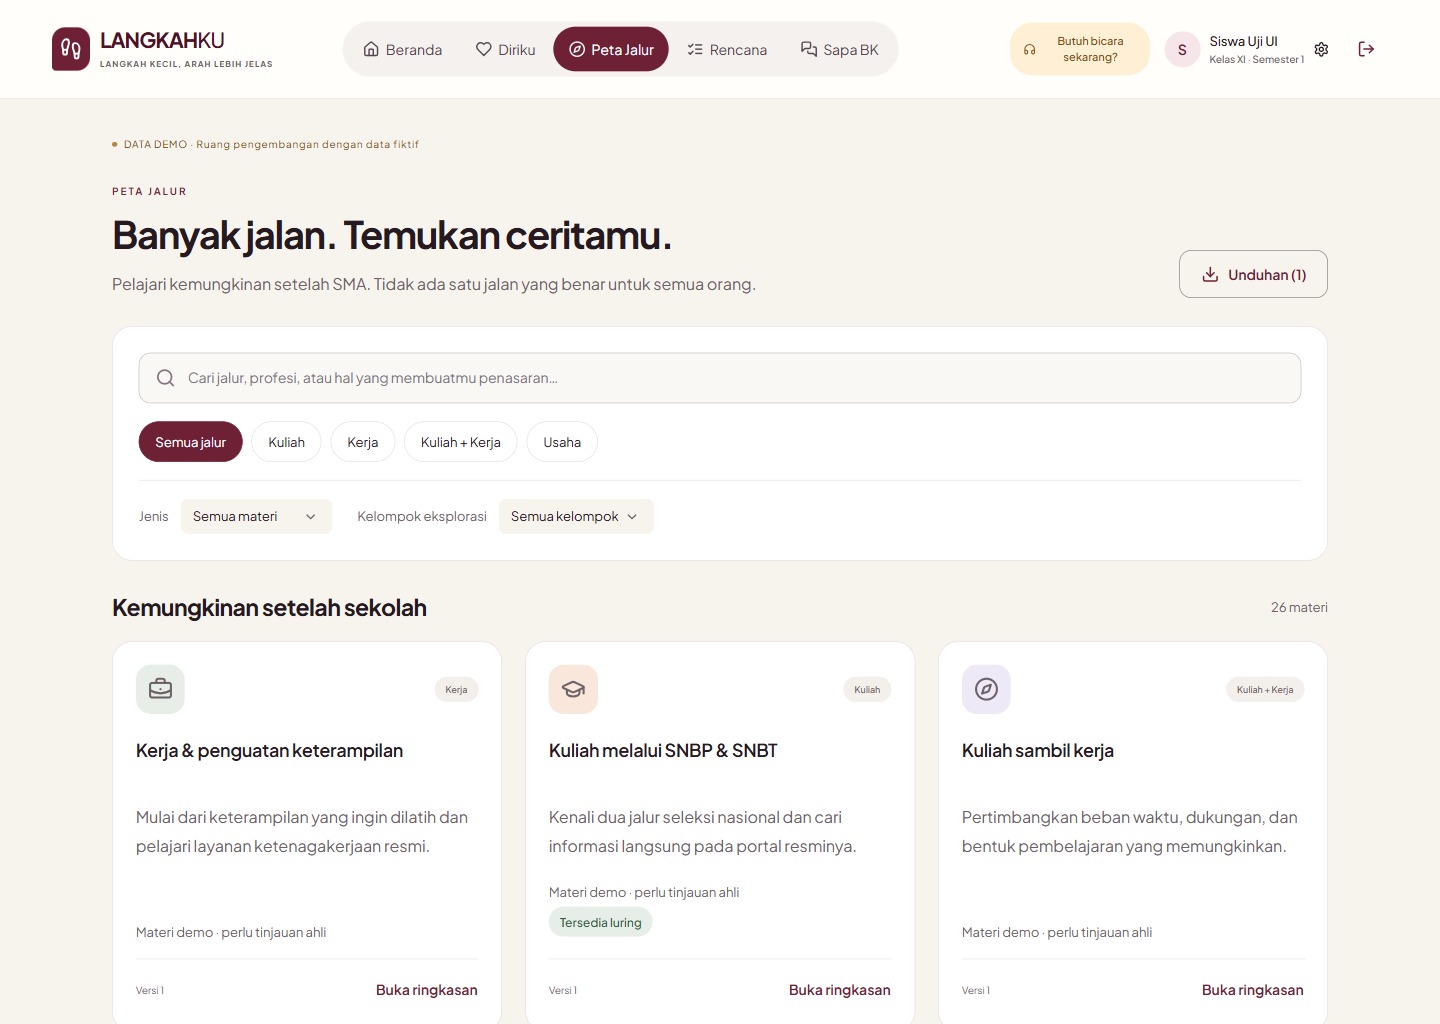 LANGKAHKU
LANGKAH KECIL, ARAH LEBIH JELAS
Beranda
Diriku
Peta Jalur
Rencana
Sapa BK
Butuh bicara
sekarang?
S
Siswa Uji UI
Kelas XI · Semester 1
DATA DEMO · Ruang pengembangan dengan data fiktif
PETA JALUR
Banyak jalan. Temukan ceritamu.
Pelajari kemungkinan setelah SMA. Tidak ada satu jalan yang benar untuk semua orang.
Unduhan (1)
Cari jalur, profesi, atau hal yang membuatmu penasaran…
Semua jalur
Kuliah
Kerja
Kuliah + Kerja
Usaha
Jenis
Semua materi
Kelompok eksplorasi
Semua kelompok
Kemungkinan setelah sekolah
26 materi
Kerja
Kerja & penguatan keterampilan
Mulai dari keterampilan yang ingin dilatih dan
pelajari layanan ketenagakerjaan resmi.
Materi demo · perlu tinjauan ahli
Versi 1
Buka ringkasan
Kuliah
Kuliah melalui SNBP & SNBT
Kenali dua jalur seleksi nasional dan cari
informasi langsung pada portal resminya.
Materi demo · perlu tinjauan ahli
Tersedia luring
Versi 1
Buka ringkasan
Kuliah + Kerja
Kuliah sambil kerja
Pertimbangkan beban waktu, dukungan, dan
bentuk pembelajaran yang memungkinkan.
Materi demo · perlu tinjauan ahli
Versi 1
Buka ringkasan